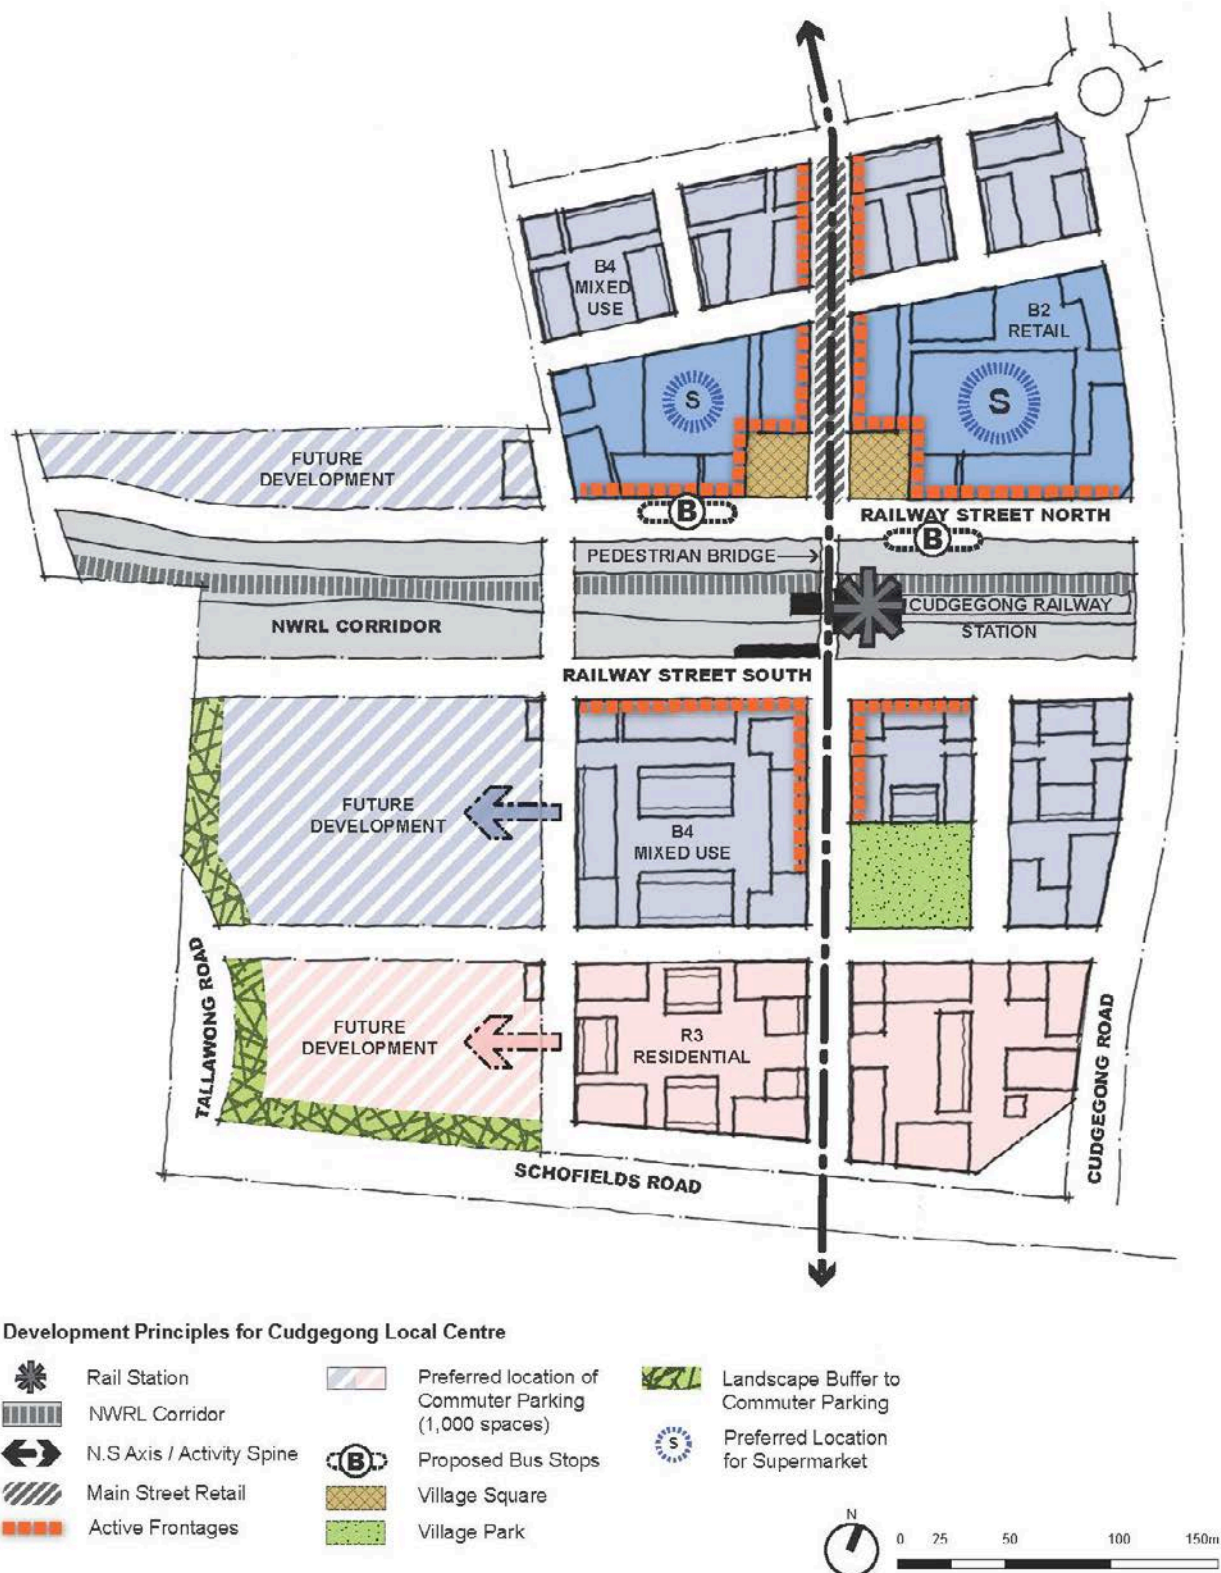 B4
MIXED
USE
B2
RETAIL
S
S
FUTURE
DEVELOPMENT
B
RAILWAY STREET NORTH
B
PEDESTRIAN BRIDGE
CUDGEGONG RAILWAY
STATION
NWRL CORRIDOR
RAILWAY STREET SOUTH
FUTURE
DEVELOPMENT
B4
MIXED USE
TALLAWONG ROAD
FUTURE
DEVELOPMENT
R3
RESIDENTIAL
CUDGEGONG ROAD
SCHOFIELDS ROAD
Development Principles for Cudgegong Local Centre
Rail Station
NWRL Corridor
N.S Axis / Activity Spine
Main Street Retail
Active Frontages
Preferred location of
Commuter Parking
(1,000 spaces)
B
Proposed Bus Stops
Village Square
Village Park
Landscape Buffer to
Commuter Parking
S
Preferred Location
for Supermarket
N
0 25 50 100 150m